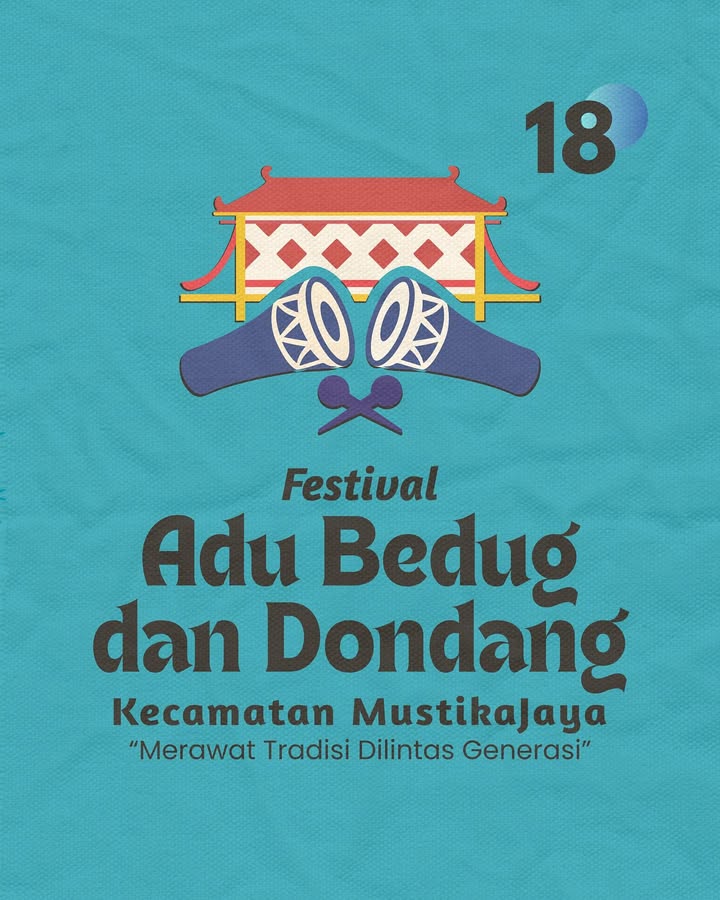 18
Festival
Adu Bedug
dan Dondang
Kecamatan MustikaJaya
“Merawat Tradisi Dilintas Generasi”